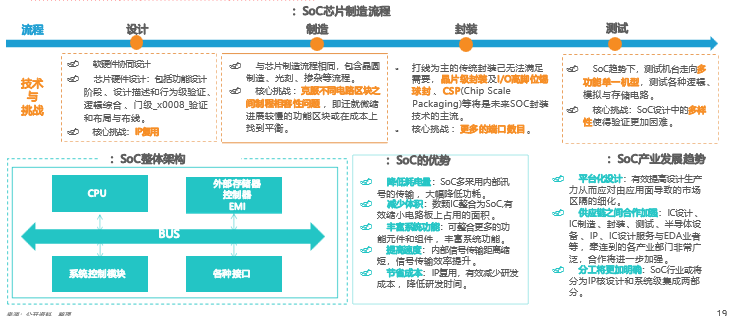 ：SoC芯片制造流程
流程
设计
制造
封装
测试
技术
与
挑战
软硬件协同设计
芯片硬件设计：包括功能设计
阶段、设计描述和行为级验证、
逻辑综合、门级_x0008_验证
和布局与布线。
核心挑战：IP复用
与芯片制造流程相同，包含晶圆
制造、光刻、掺杂等流程。
核心挑战：克服不同电路区块之
间制程相容性问题，即迁就微缩
进展较慢的功能区块或在成本上
找到平衡。
打线为主的传统封装已无法满足
需要，晶片级封装及I/O高脚位锡
球封、CSP(Chip Scale
Packaging)等将是未来SOC封装
技术的主流。
核心挑战：更多的端口数目。
SoC趋势下，测试机台走向多
功能单一机型，测试各种逻辑、
模拟与存储电路。
核心挑战：SoC设计中的多样
性使得验证更加困难。
：SoC整体架构
CPU
外部存储器
控制器
EMI
BUS
系统控制模块
各种接口
：SoC的优势
降低耗电量：SoC多采用内部讯
号的传输，大幅降低功耗。
减少体积：数颗IC整合为SoC,有
效缩小电路板上占用的面积。
丰富系统功能：可整合更多的功
能元件和组件，丰富系统功能。
提高速度：内部信号传输距离缩
短，信号传输效率提升。
节省成本：IP复用，有效减少研发
成本，降低研发时间。
：SoC产业发展趋势
平台化设计：有效提高设计生产
力从而应对由应用面导致的市场
区隔的细化。
供应链之间合作加强：IC设计、
IC制造、封装、测试、半导体设
备、IP、IC设计服务与EDA业者
等，牵连到的各产业部门非常广
泛，合作将进一步加强。
分工将更加明确：SoC行业或将
分为IP核设计和系统级集成两部
分。
来源：公开资料，整理
19